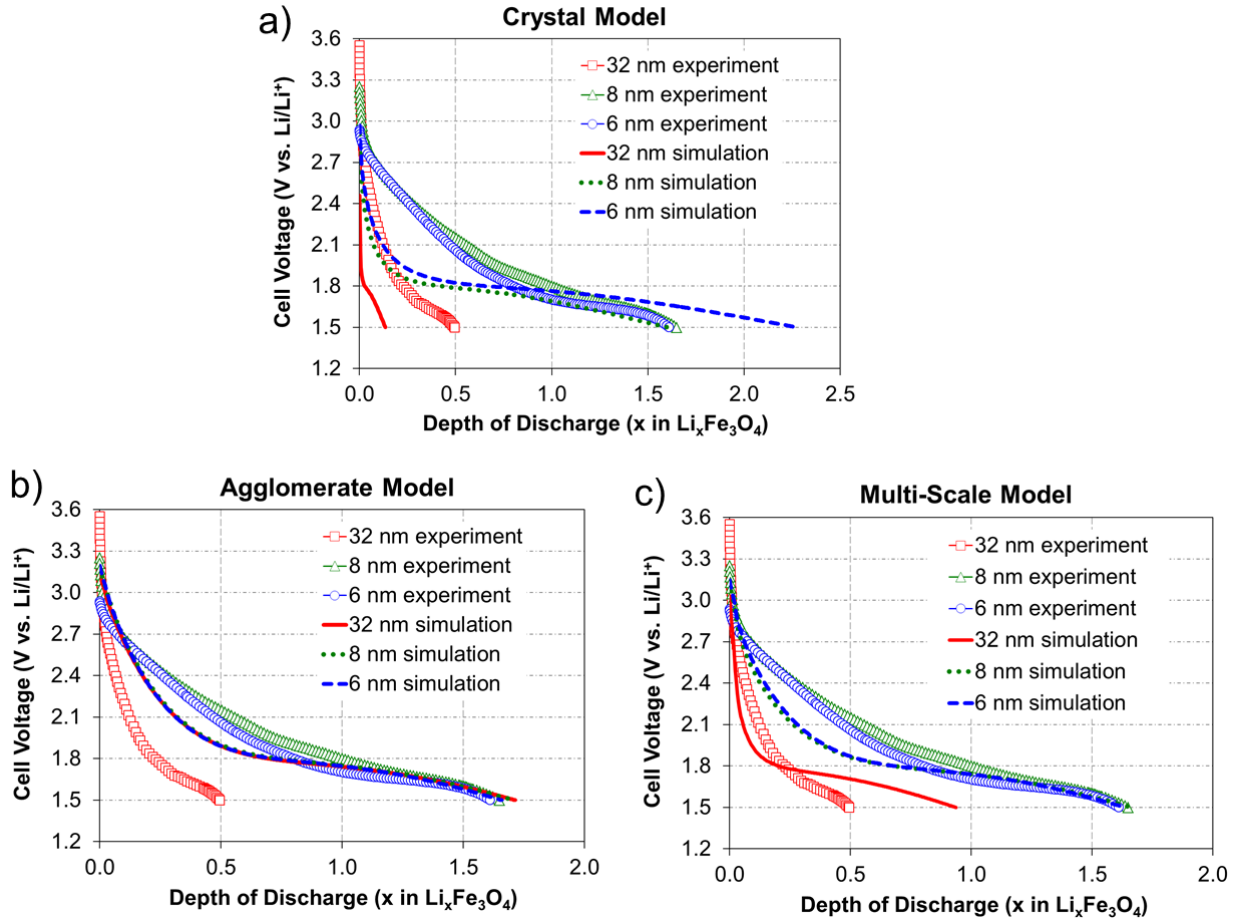 a)
Crystal Model
3.6
3.3
3.0
2.7
2.4
2.1
1.8
1.5
1.2
Cell Voltage (V vs. Li/Li⁺)
32 nm experiment
8 nm experiment
6 nm experiment
32 nm simulation
8 nm simulation
6 nm simulation
0.0 0.5 1.0 1.5 2.0 2.5
Depth of Discharge (x in LiₓFe₃O₄)
b)
Agglomerate Model
3.6
3.3
3.0
2.7
2.4
2.1
1.8
1.5
1.2
Cell Voltage (V vs. Li/Li⁺)
32 nm experiment
8 nm experiment
6 nm experiment
32 nm simulation
8 nm simulation
6 nm simulation
0.0 0.5 1.0 1.5 2.0
Depth of Discharge (x in LiₓFe₃O₄)
c)
Multi-Scale Model
3.6
3.3
3.0
2.7
2.4
2.1
1.8
1.5
1.2
Cell Voltage (V vs. Li/Li⁺)
32 nm experiment
8 nm experiment
6 nm experiment
32 nm simulation
8 nm simulation
6 nm simulation
0.0 0.5 1.0 1.5 2.0
Depth of Discharge (x in LiₓFe₃O₄)